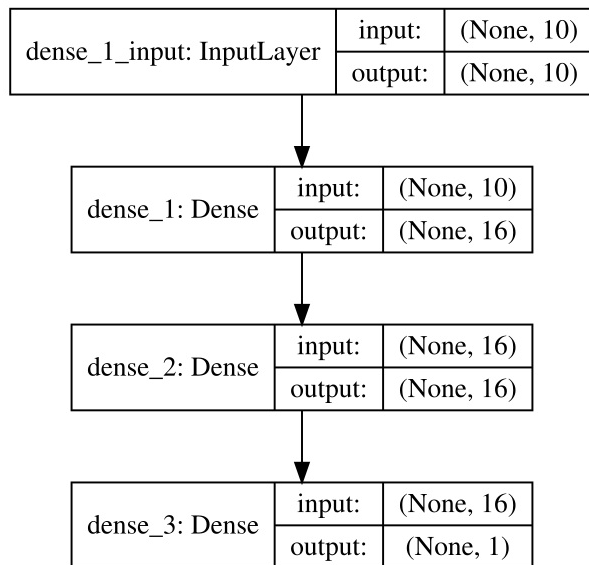 dense_1_input: InputLayer
input: (None, 10)
output: (None, 10)
dense_1: Dense
input: (None, 10)
output: (None, 16)
dense_2: Dense
input: (None, 16)
output: (None, 16)
dense_3: Dense
input: (None, 16)
output: (None, 1)